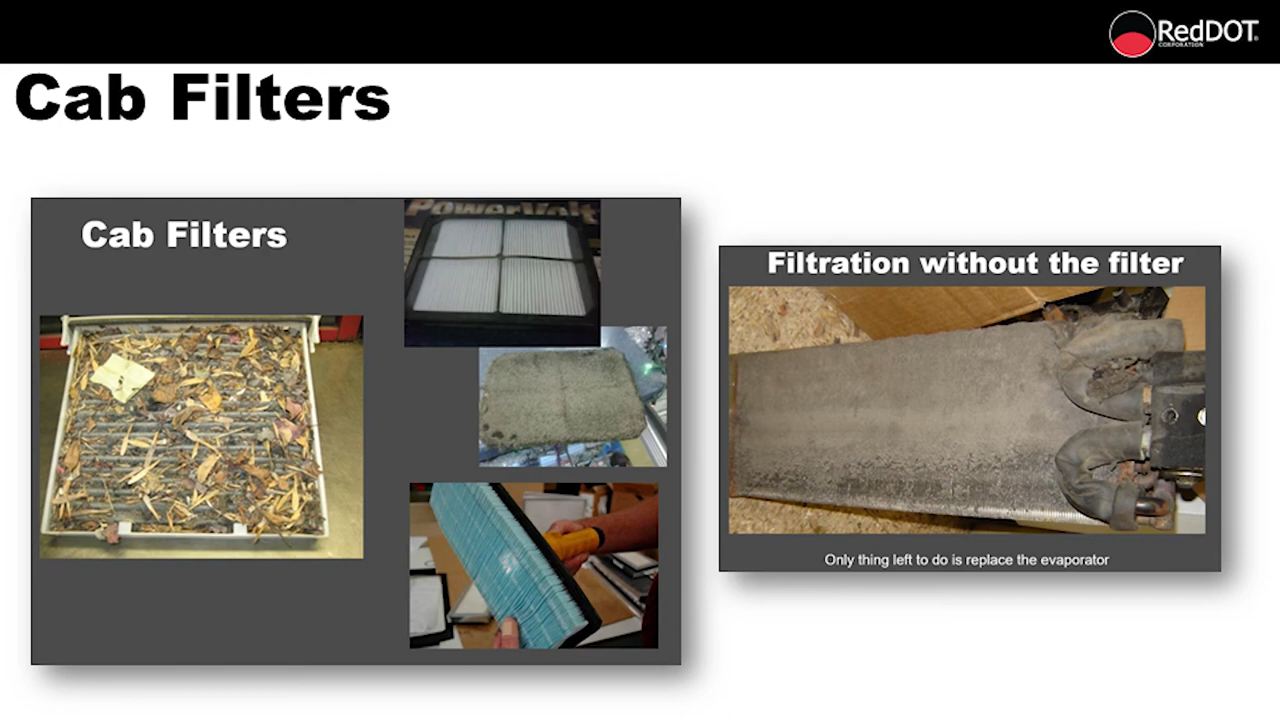 RedDOT
CORPORATION
Cab Filters
Cab Filters
PowerVolt
Filtration without the filter
Only thing left to do is replace the evaporator